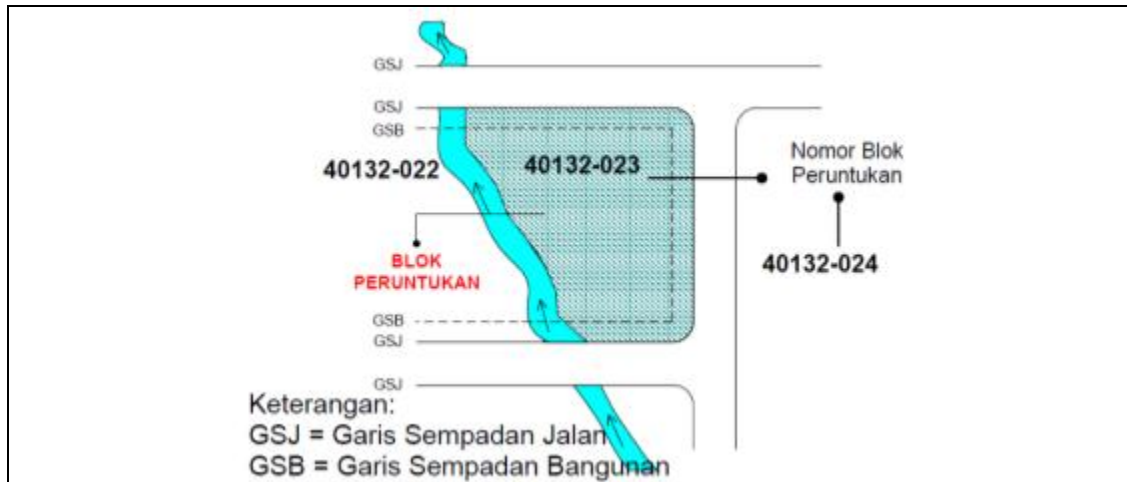 GSJ
GSJ
GSB
40132-022
40132-023
Nomor Blok
Peruntukan
BLOK
PERUNTUKAN
40132-024
GSB
GSJ
GSJ
Keterangan:
GSJ = Garis Sempadan Jalan
GSB = Garis Sempadan Bangunan